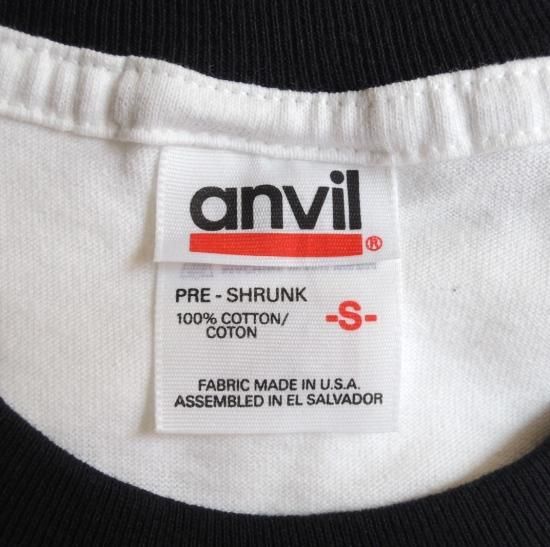 anvil®
PRE - SHRUNK
100% COTTON/
COTON
-S-
FABRIC MADE IN U.S.A.
ASSEMBLED IN EL SALVADOR